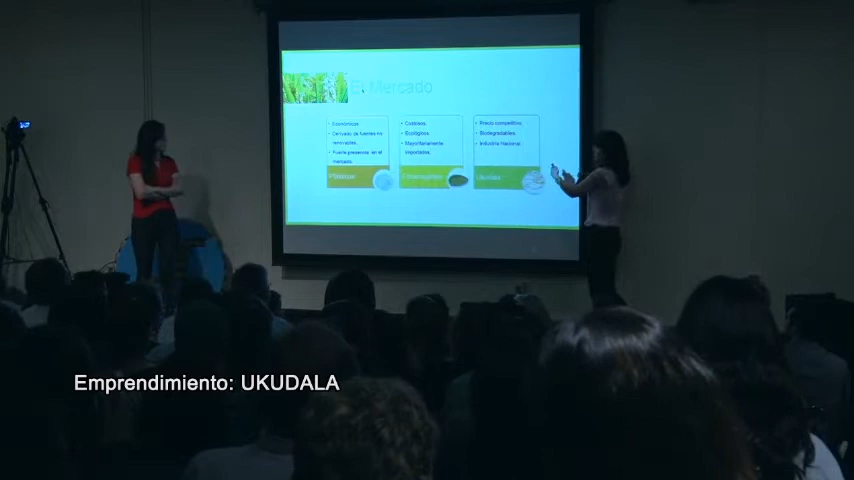 El Mercado
• Económicos.
• Derivado de fuentes no
renovables.
• Fuerte presencia en el
mercado.
• Costosos.
• Ecológicos.
• Mayoritariamente
importados.
• Precio competitivo.
• Biodegradables.
• Industria Nacional.
Emprendimiento: UKUDALA